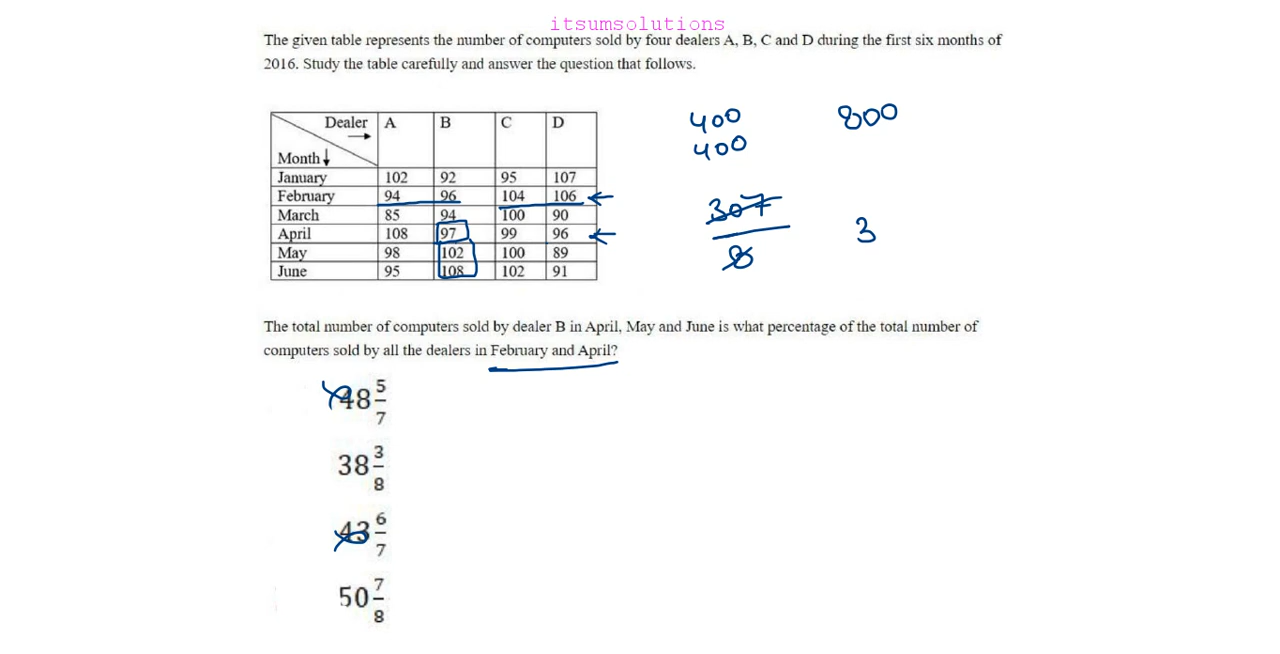 itsumsolutions
The given table represents the number of computers sold by four dealers A, B, C and D during the first six months of
2016. Study the table carefully and answer the question that follows.
Dealer A B C D
Month
January 102 92 95 107
February 94 96 104 106
March 85 94 100 90
April 108 97 99 96
May 98 102 100 89
June 95 108 102 91
400 800
400
307
8
3
The total number of computers sold by dealer B in April, May and June is what percentage of the total number of
computers sold by all the dealers in February and April?
48 5/7
38 3/8
43 6/7
50 7/8